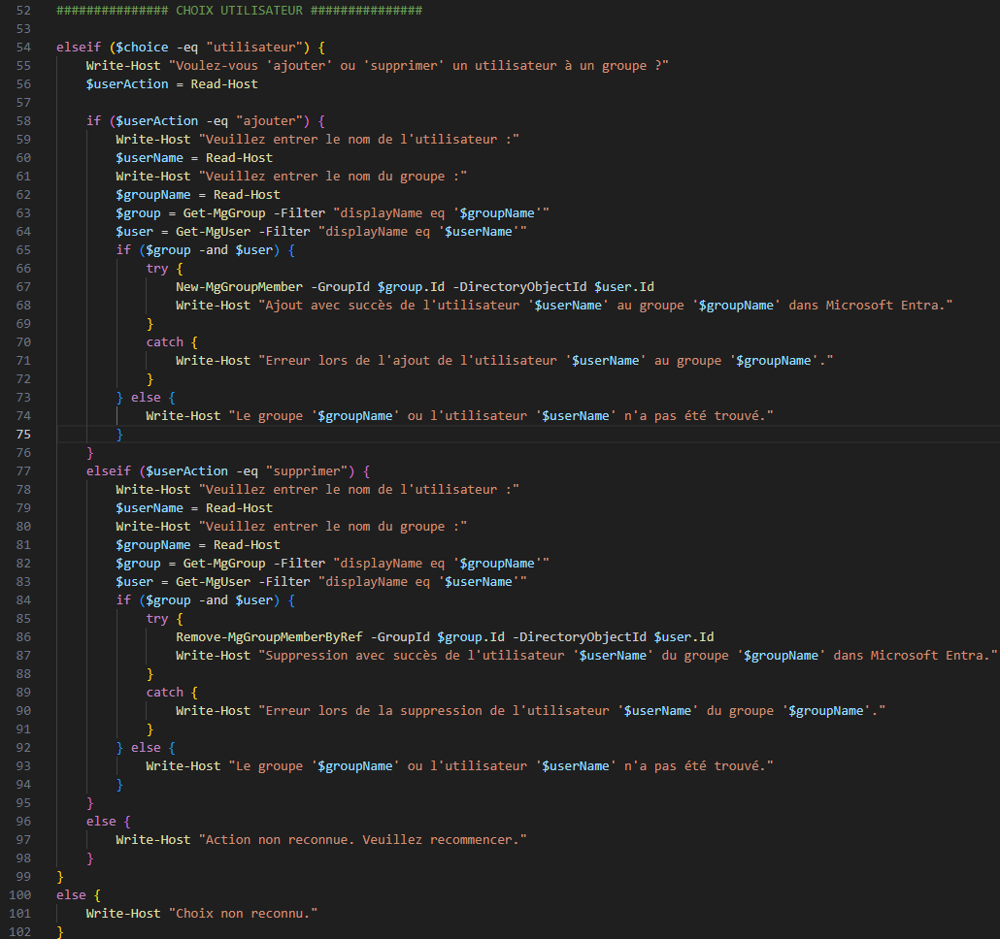 52 ############### CHOIX UTILISATEUR ###############
53
54 elseif ($choice -eq "utilisateur") {
55     Write-Host "Voulez-vous 'ajouter' ou 'supprimer' un utilisateur à un groupe ?"
56     $userAction = Read-Host
57
58     if ($userAction -eq "ajouter") {
59         Write-Host "Veuillez entrer le nom de l'utilisateur :"
60         $userName = Read-Host
61         Write-Host "Veuillez entrer le nom du groupe :"
62         $groupName = Read-Host
63         $group = Get-MgGroup -Filter "displayName eq '$groupName'"
64         $user = Get-MgUser -Filter "displayName eq '$userName'"
65         if ($group -and $user) {
66             try {
67                 New-MgGroupMember -GroupId $group.Id -DirectoryObjectId $user.Id
68                 Write-Host "Ajout avec succès de l'utilisateur '$userName' au groupe '$groupName' dans Microsoft Entra."
69             }
70             catch {
71                 Write-Host "Erreur lors de l'ajout de l'utilisateur '$userName' au groupe '$groupName'."
72             }
73         } else {
74             Write-Host "Le groupe '$groupName' ou l'utilisateur '$userName' n'a pas été trouvé."
75         }
76     }
77     elseif ($userAction -eq "supprimer") {
78         Write-Host "Veuillez entrer le nom de l'utilisateur :"
79         $userName = Read-Host
80         Write-Host "Veuillez entrer le nom du groupe :"
81         $groupName = Read-Host
82         $group = Get-MgGroup -Filter "displayName eq '$groupName'"
83         $user = Get-MgUser -Filter "displayName eq '$userName'"
84         if ($group -and $user) {
85             try {
86                 Remove-MgGroupMemberByRef -GroupId $group.Id -DirectoryObjectId $user.Id
87                 Write-Host "Suppression avec succès de l'utilisateur '$userName' du groupe '$groupName' dans Microsoft Entra."
88             }
89             catch {
90                 Write-Host "Erreur lors de la suppression de l'utilisateur '$userName' du groupe '$groupName'."
91             }
92         } else {
93             Write-Host "Le groupe '$groupName' ou l'utilisateur '$userName' n'a pas été trouvé."
94         }
95     }
96     else {
97         Write-Host "Action non reconnue. Veuillez recommencer."
98     }
99 }
100 else {
101     Write-Host "Choix non reconnu."
102 }